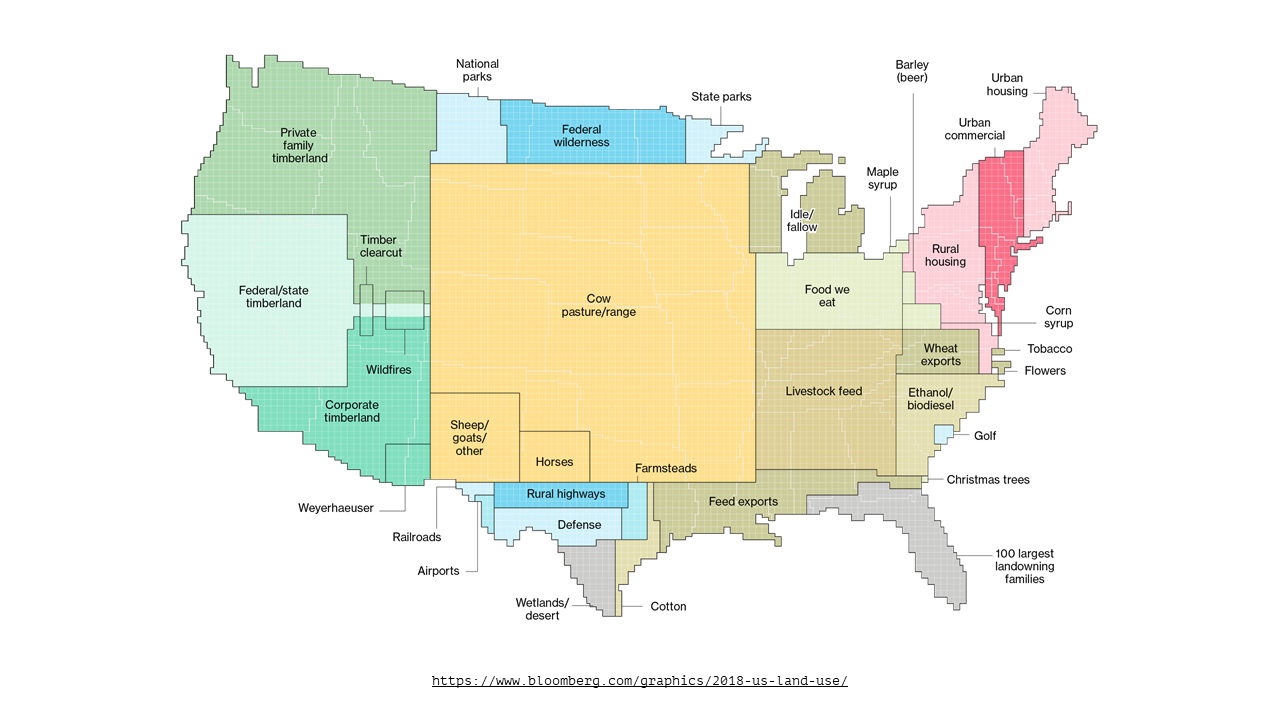 National
parks
State parks
Barley
(beer)
Urban
housing
Urban
commercial
Federal
wilderness
Private
family
timberland
Maple
syrup
Idle/
fallow
Timber
clearcut
Rural
housing
Federal/state
timberland
Cow
pasture/range
Food we
eat
Corn
syrup
Wildfires
Wheat
exports
Tobacco
Flowers
Corporate
timberland
Livestock feed
Ethanol/
biodiesel
Sheep/
goats/
other
Horses
Golf
Farmsteads
Christmas trees
Weyerhaeuser
Rural highways
Feed exports
Railroads
Defense
Airports
100 largest
landowning
families
Wetlands/
desert
Cotton
https://www.bloomberg.com/graphics/2018-us-land-use/